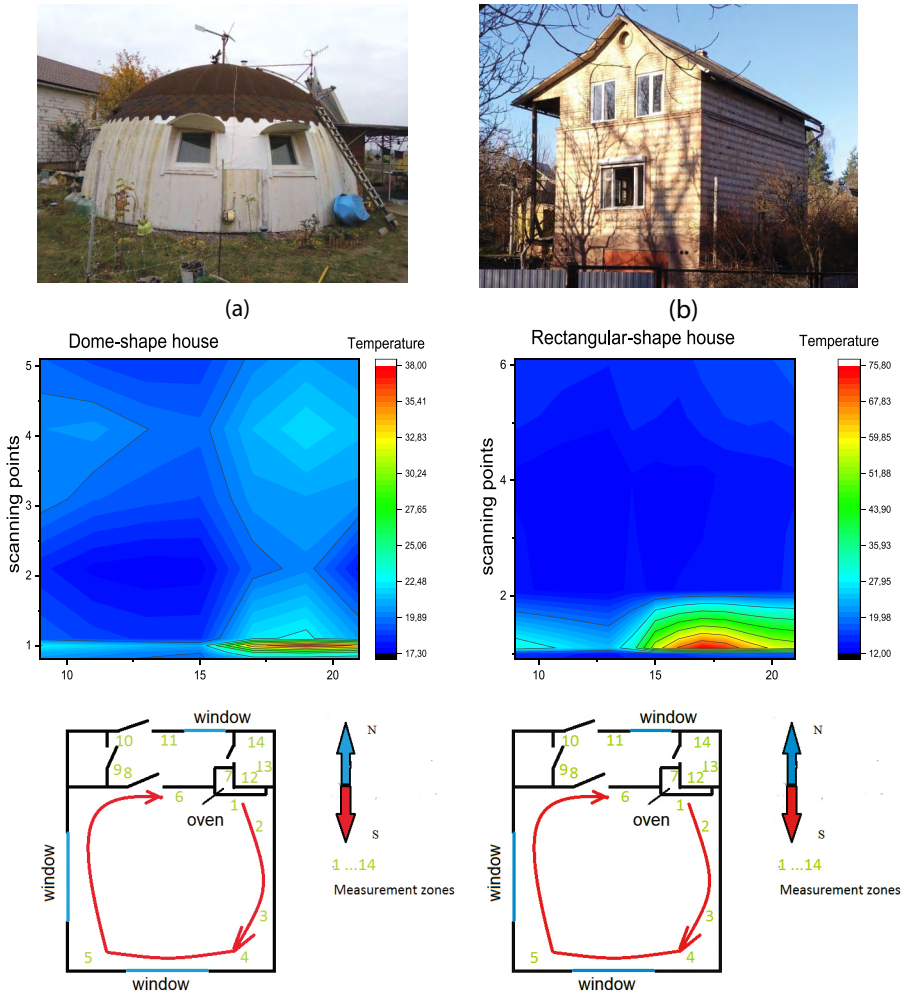 (a)
(b)
Dome-shape house
Temperature
scanning points
5
4
3
2
1
10
15
20
38,00
35,41
32,83
30,24
27,65
25,06
22,48
19,89
17,30
Rectangular-shape house
Temperature
scanning points
6
4
2
10
15
20
75,80
67,83
59,85
51,88
43,90
35,93
27,95
19,98
12,00
window
10
11
14
9
8
7
12
13
6
1
oven
2
window
3
5
4
window
N
S
1 ...14
Measurement zones
window
10
11
14
9
8
7
12
13
6
1
oven
2
window
3
5
4
window
N
S
1 ...14
Measurement zones